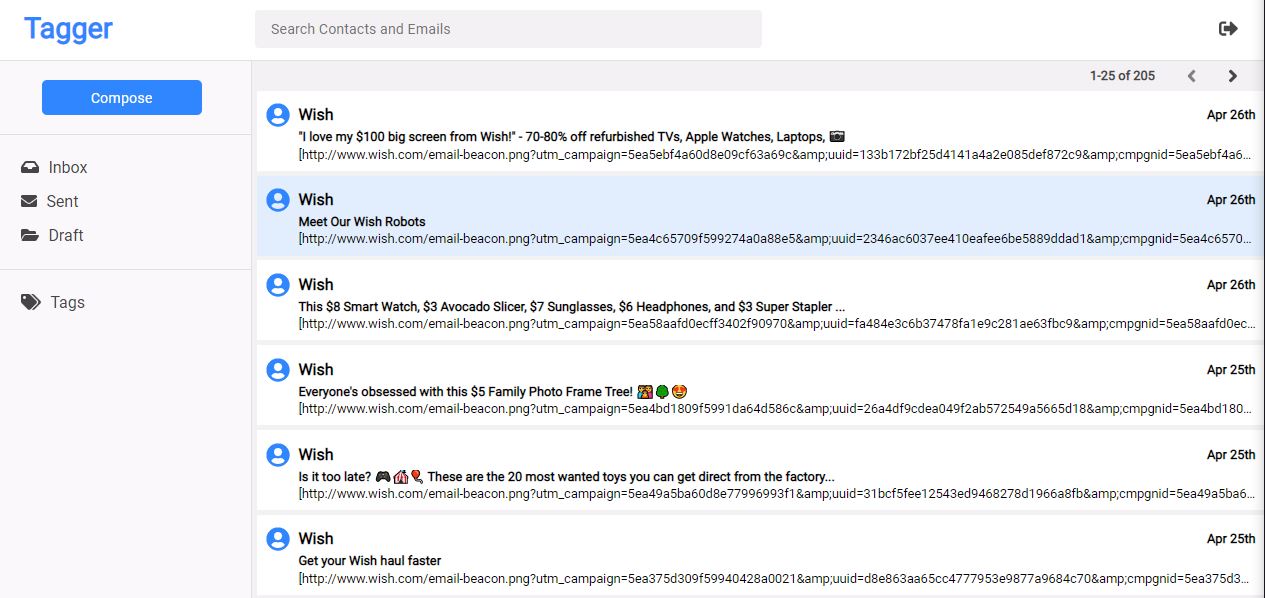 Tagger
Search Contacts and Emails
Compose
Inbox
Sent
Draft
Tags
1-25 of 205
Wish
Apr 26th
"I love my $100 big screen from Wish!" - 70-80% off refurbished TVs, Apple Watches, Laptops, 📷
[http://www.wish.com/email-beacon.png?utm_campaign=5ea5ebf4a60d8e09cf63a69c&amp;uuid=133b172bf25d4141a4a2e085def872c9&amp;cmpgnid=5ea5ebf4a6...
Wish
Apr 26th
Meet Our Wish Robots
[http://www.wish.com/email-beacon.png?utm_campaign=5ea4c65709f599274a0a88e5&amp;uuid=2346ac6037ee410eafee6be5889ddad1&amp;cmpgnid=5ea4c6570...
Wish
Apr 26th
This $8 Smart Watch, $3 Avocado Slicer, $7 Sunglasses, $6 Headphones, and $3 Super Stapler ...
[http://www.wish.com/email-beacon.png?utm_campaign=5ea58aafd0ecff3402f90970&amp;uuid=fa484e3c6b37478fa1e9c281ae63fbc9&amp;cmpgnid=5ea58aafd0ec...
Wish
Apr 25th
Everyone's obsessed with this $5 Family Photo Frame Tree! 👪🌳😍
[http://www.wish.com/email-beacon.png?utm_campaign=5ea4bd1809f5991da64d586c&amp;uuid=26a4df9cdea049f2ab572549a5665d18&amp;cmpgnid=5ea4bd180...
Wish
Apr 25th
Is it too late? 🎮🎪🎈 These are the 20 most wanted toys you can get direct from the factory...
[http://www.wish.com/email-beacon.png?utm_campaign=5ea49a5ba60d8e77996993f1&amp;uuid=31bcf5fee12543ed9468278d1966a8fb&amp;cmpgnid=5ea49a5ba6...
Wish
Apr 25th
Get your Wish haul faster
[http://www.wish.com/email-beacon.png?utm_campaign=5ea375d309f59940428a0021&amp;uuid=d8e863aa65cc4777953e9877a9684c70&amp;cmpgnid=5ea375d3...